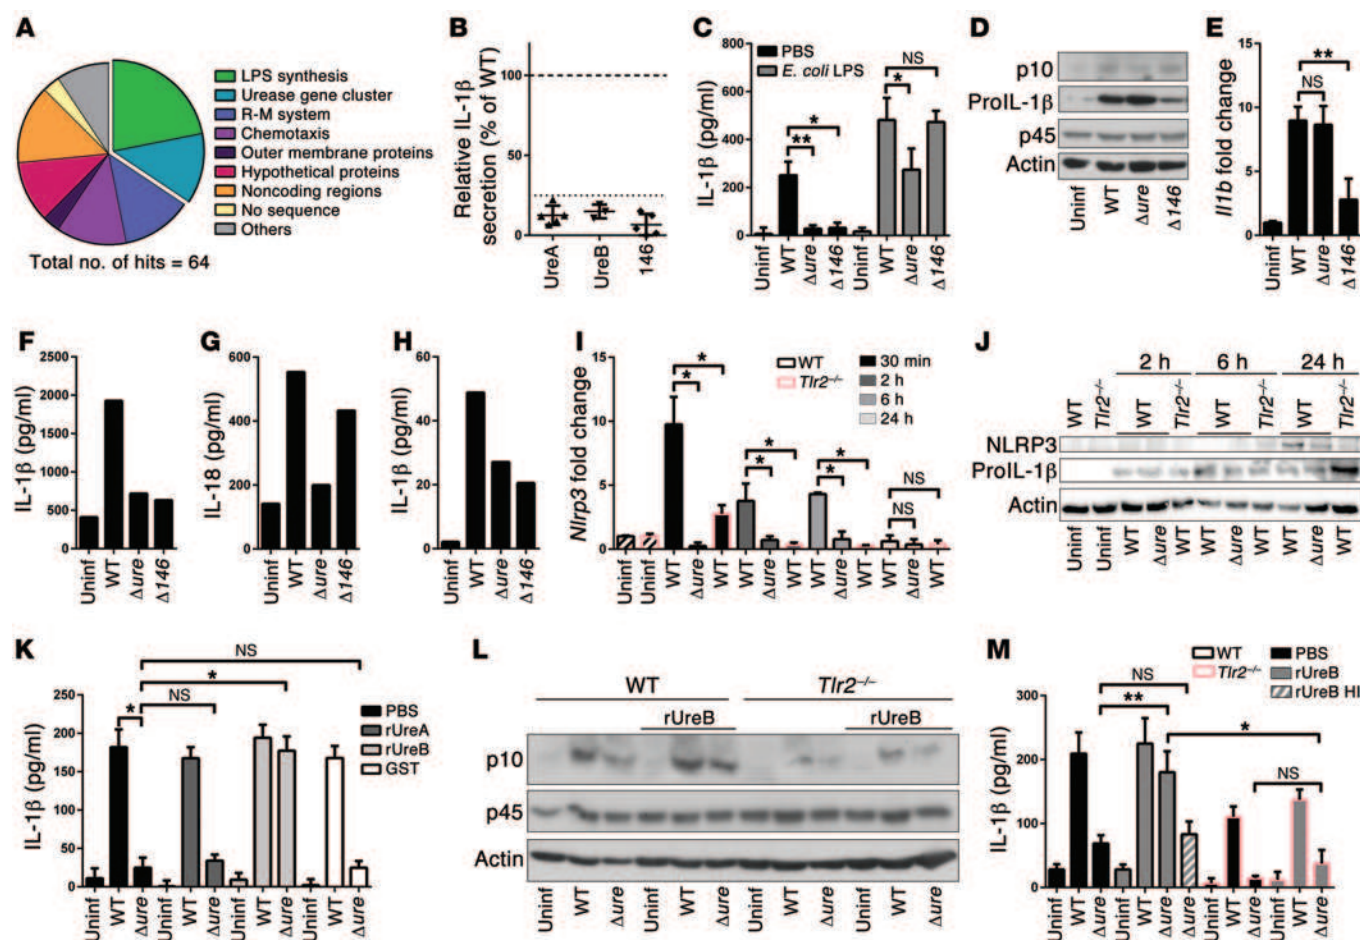 A
LPS synthesis
Urease gene cluster
R-M system
Chemotaxis
Outer membrane proteins
Hypothetical proteins
Noncoding regions
No sequence
Others
Total no. of hits = 64
B
Relative IL-1β
secretion (% of WT)
100
50
0
UreA
UreB
146
C
IL-1β (pg/ml)
800
600
400
200
0
PBS
E. coli LPS
NS
*
*
**
Uninf
WT
Δure
Δ146
Uninf
WT
Δure
Δ146
D
p10
ProIL-1β
p45
Actin
Uninf
WT
Δure
Δ146
E
Il1b fold change
15
10
5
0
**
NS
Uninf
WT
Δure
Δ146
F
IL-1β (pg/ml)
2500
2000
1500
1000
500
0
Uninf
WT
Δure
Δ146
G
IL-18 (pg/ml)
600
400
200
0
Uninf
WT
Δure
Δ146
H
IL-1β (pg/ml)
60
40
20
0
Uninf
WT
Δure
Δ146
I
Nlrp3 fold change
15
10
5
0
WT
Tlr2–/–
30 min
2 h
6 h
24 h
*
*
*
*
*
*
NS
NS
Uninf
Uninf
WT
Δure
WT
WT
Δure
WT
WT
Δure
WT
WT
Δure
WT
J
2 h
6 h
24 h
WT
Tlr2–/–
WT
Tlr2–/–
WT
Tlr2–/–
WT
Tlr2–/–
NLRP3
ProIL-1β
Actin
Uninf
Uninf
WT
Δure
WT
WT
Δure
WT
WT
Δure
WT
K
IL-1β (pg/ml)
250
200
150
100
50
0
NS
*
NS
*
PBS
rUreA
rUreB
GST
Uninf
WT
Δure
Uninf
WT
Δure
Uninf
WT
Δure
Uninf
WT
Δure
L
WT
Tlr2–/–
rUreB
rUreB
p10
p45
Actin
Uninf
WT
Δure
Uninf
WT
Δure
Uninf
WT
Δure
Uninf
WT
Δure
M
IL-1β (pg/ml)
300
200
100
0
WT
Tlr2–/–
PBS
rUreB
rUreB HI
NS
**
*
NS
Uninf
WT
Δure
Uninf
WT
Δure
Δure
Uninf
WT
Δure
Uninf
WT
Δure